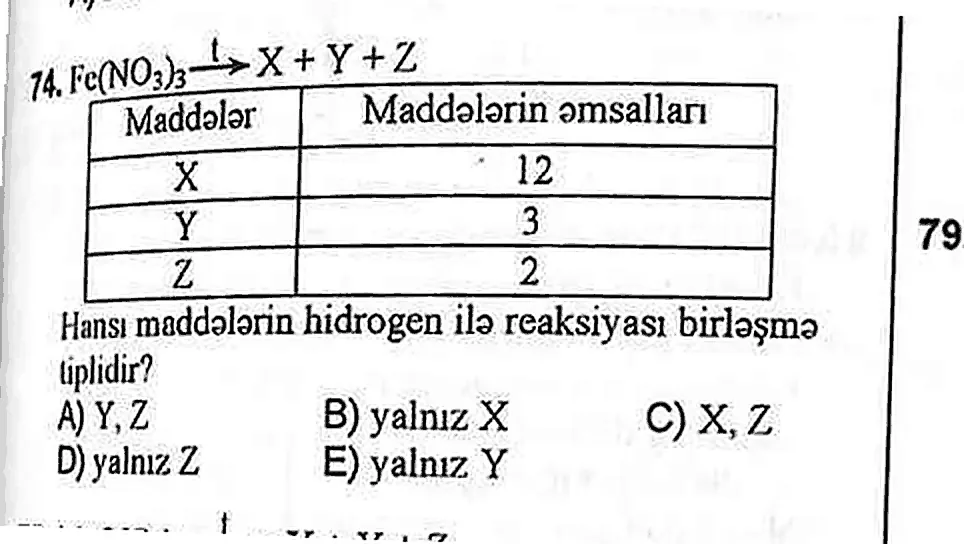 74. Fe(NO₃)₃ —t→ X + Y + Z
Maddələr Maddələrin əmsalları
X 12
Y 3
Z 2
Hansı maddələrin hidrogen ilə reaksiyası birləşmə
tiplidir?
A) Y, Z B) yalnız X C) X, Z
D) yalnız Z E) yalnız Y
79
t